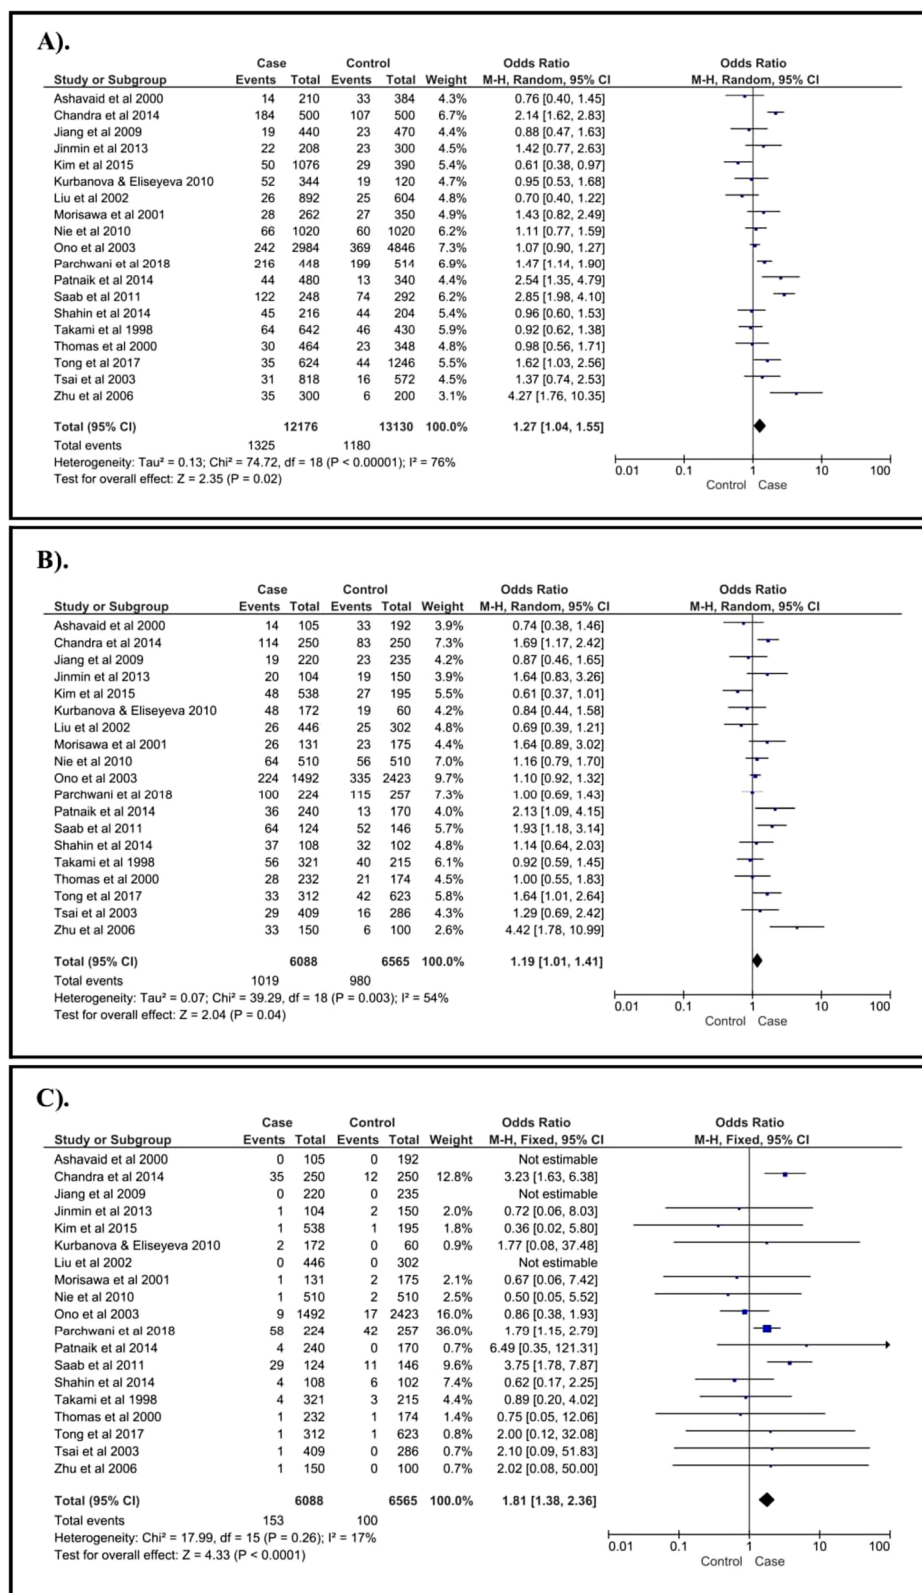 A).
Case Control Odds Ratio Odds Ratio
Study or Subgroup Events Total Events Total Weight M-H, Random, 95% CI M-H, Random, 95% CI
Ashavaid et al 2000 14 210 33 384 4.3% 0.76 [0.40, 1.45]
Chandra et al 2014 184 500 107 500 6.7% 2.14 [1.62, 2.83]
Jiang et al 2009 19 440 23 470 4.4% 0.88 [0.47, 1.63]
Jinmin et al 2013 22 208 23 300 4.4% 1.42 [0.77, 2.63]
Kim et al 2015 50 1076 29 390 5.4% 0.61 [0.38, 0.97]
Kurbanova & Eliseyeva 2010 52 344 19 120 4.7% 0.95 [0.53, 1.68]
Liu et al 2002 26 892 25 604 4.8% 0.70 [0.40, 1.22]
Morisawa et al 2001 28 262 27 350 4.9% 1.43 [0.82, 2.49]
Nie et al 2010 66 1020 60 1020 6.2% 1.11 [0.77, 1.59]
Ono et al 2003 242 2984 369 4846 7.3% 1.07 [0.90, 1.27]
Parchwani et al 2018 216 448 199 514 6.9% 1.47 [1.14, 1.90]
Patnaik et al 2014 44 480 13 340 4.2% 2.54 [1.35, 4.79]
Saab et al 2011 122 248 74 292 6.2% 2.85 [1.98, 4.10]
Shahin et al 2014 45 216 44 204 5.4% 0.96 [0.60, 1.53]
Takami et al 1998 64 642 46 430 5.9% 0.92 [0.62, 1.38]
Thomas et al 2000 30 464 23 348 4.8% 0.98 [0.56, 1.71]
Tong et al 2017 35 624 44 1246 5.5% 1.62 [1.03, 2.56]
Tsai et al 2003 31 818 16 572 4.5% 1.37 [0.74, 2.53]
Zhu et al 2006 35 300 6 200 3.1% 4.27 [1.76, 10.35]
Total (95% CI) 12176 13130 100.0% 1.27 [1.04, 1.55]
Total events 1325 1180
Heterogeneity: Tau² = 0.13; Chi² = 74.72, df = 18 (P < 0.00001); I² = 76%
Test for overall effect: Z = 2.35 (P = 0.02)
0.01 0.1 1 10 100
Control Case
B).
Case Control Odds Ratio Odds Ratio
Study or Subgroup Events Total Events Total Weight M-H, Random, 95% CI M-H, Random, 95% CI
Ashavaid et al 2000 14 105 33 192 3.9% 0.74 [0.38, 1.46]
Chandra et al 2014 114 250 83 250 7.3% 1.69 [1.17, 2.42]
Jiang et al 2009 19 220 23 235 4.2% 0.87 [0.46, 1.65]
Jinmin et al 2013 20 104 19 150 3.9% 1.64 [0.83, 3.26]
Kim et al 2015 48 538 27 195 5.5% 0.61 [0.37, 1.01]
Kurbanova & Eliseyeva 2010 48 172 19 60 4.2% 0.84 [0.44, 1.58]
Liu et al 2002 26 446 25 302 4.8% 0.69 [0.39, 1.21]
Morisawa et al 2001 26 131 23 175 4.4% 1.64 [0.89, 3.02]
Nie et al 2010 64 510 56 510 7.0% 1.16 [0.79, 1.70]
Ono et al 2003 224 1492 335 2423 9.7% 1.10 [0.92, 1.32]
Parchwani et al 2018 100 224 115 257 7.3% 1.00 [0.69, 1.43]
Patnaik et al 2014 36 240 13 170 4.0% 2.13 [1.09, 4.15]
Saab et al 2011 64 124 52 146 5.7% 1.93 [1.18, 3.14]
Shahin et al 2014 37 108 32 102 4.8% 1.14 [0.64, 2.03]
Takami et al 1998 56 321 40 215 6.1% 0.92 [0.59, 1.45]
Thomas et al 2000 28 232 21 174 4.6% 1.00 [0.55, 1.83]
Tong et al 2017 33 312 42 623 5.8% 1.64 [1.01, 2.64]
Tsai et al 2003 29 409 16 286 4.3% 1.29 [0.69, 2.42]
Zhu et al 2006 33 150 6 100 2.6% 4.42 [1.78, 10.99]
Total (95% CI) 6088 6565 100.0% 1.19 [1.01, 1.41]
Total events 1019 980
Heterogeneity: Tau² = 0.07; Chi² = 39.29, df = 18 (P = 0.003); I² = 54%
Test for overall effect: Z = 2.04 (P = 0.04)
0.01 0.1 1 10 100
Control Case
C).
Case Control Odds Ratio Odds Ratio
Study or Subgroup Events Total Events Total Weight M-H, Fixed, 95% CI M-H, Fixed, 95% CI
Ashavaid et al 2000 0 105 0 192 Not estimable
Chandra et al 2014 35 250 12 250 12.8% 3.23 [1.63, 6.38]
Jiang et al 2009 0 220 0 235 Not estimable
Jinmin et al 2013 1 104 2 150 2.0% 0.72 [0.06, 8.03]
Kim et al 2015 1 538 1 195 1.8% 0.36 [0.02, 5.80]
Kurbanova & Eliseyeva 2010 2 172 0 60 0.9% 1.77 [0.08, 37.48]
Liu et al 2002 0 446 0 302 Not estimable
Morisawa et al 2001 1 131 2 175 2.1% 0.67 [0.06, 7.42]
Nie et al 2010 1 510 2 510 2.5% 0.50 [0.05, 5.52]
Ono et al 2003 9 1492 17 2423 16.0% 0.86 [0.38, 1.93]
Parchwani et al 2018 58 224 42 257 36.0% 1.79 [1.15, 2.79]
Patnaik et al 2014 4 240 0 170 0.7% 6.49 [0.35, 121.31]
Saab et al 2011 29 124 11 146 9.6% 3.75 [1.78, 7.87]
Shahin et al 2014 4 108 6 102 7.4% 0.62 [0.17, 2.25]
Takami et al 1998 4 321 3 215 4.4% 0.89 [0.20, 4.02]
Thomas et al 2000 1 232 1 174 1.4% 0.75 [0.05, 12.06]
Tong et al 2017 1 312 1 623 0.8% 2.00 [0.12, 32.08]
Tsai et al 2003 1 409 0 286 0.7% 2.10 [0.09, 51.83]
Zhu et al 2006 1 150 0 100 0.7% 2.02 [0.08, 50.00]
Total (95% CI) 6088 6565 100.0% 1.81 [1.38, 2.36]
Total events 153 100
Heterogeneity: Chi² = 17.99, df = 15 (P = 0.26); I² = 17%
Test for overall effect: Z = 4.33 (P < 0.0001)
0.01 0.1 1 10 100
Control Case